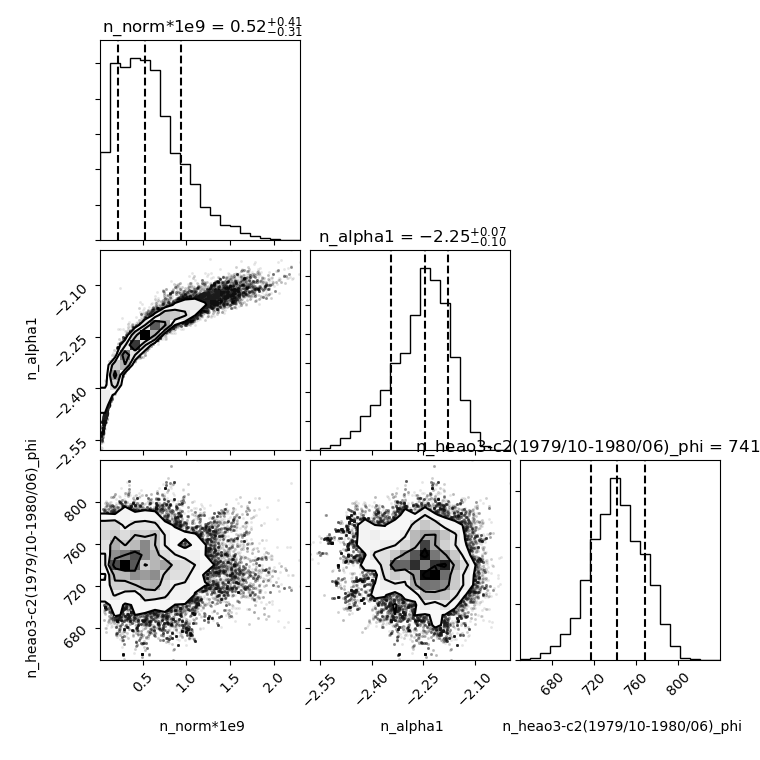 n_norm*1e9 = 0.52+0.41
−0.31
n_alpha1 = −2.25+0.07
−0.10
n_alpha1
−2.10
−2.25
−2.40
−2.55
n_heao3-c2(1979/10-1980/06)_phi = 741
n_heao3-c2(1979/10-1980/06)_phi
800
760
720
680
0.5
1.0
1.5
2.0
−2.55
−2.40
−2.25
−2.10
680
720
760
800
n_norm*1e9
n_alpha1
n_heao3-c2(1979/10-1980/06)_phi